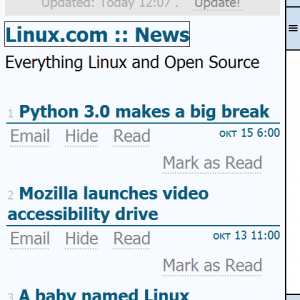 Updated: Today 12:07 . Update!
Linux.com :: News
Everything Linux and Open Source
1 Python 3.0 makes a big break
Email Hide Read окт 15 6:00
Mark as Read
2 Mozilla launches video
accessibility drive
Email Hide Read окт 13 11:00
Mark as Read
3 A baby named Linux